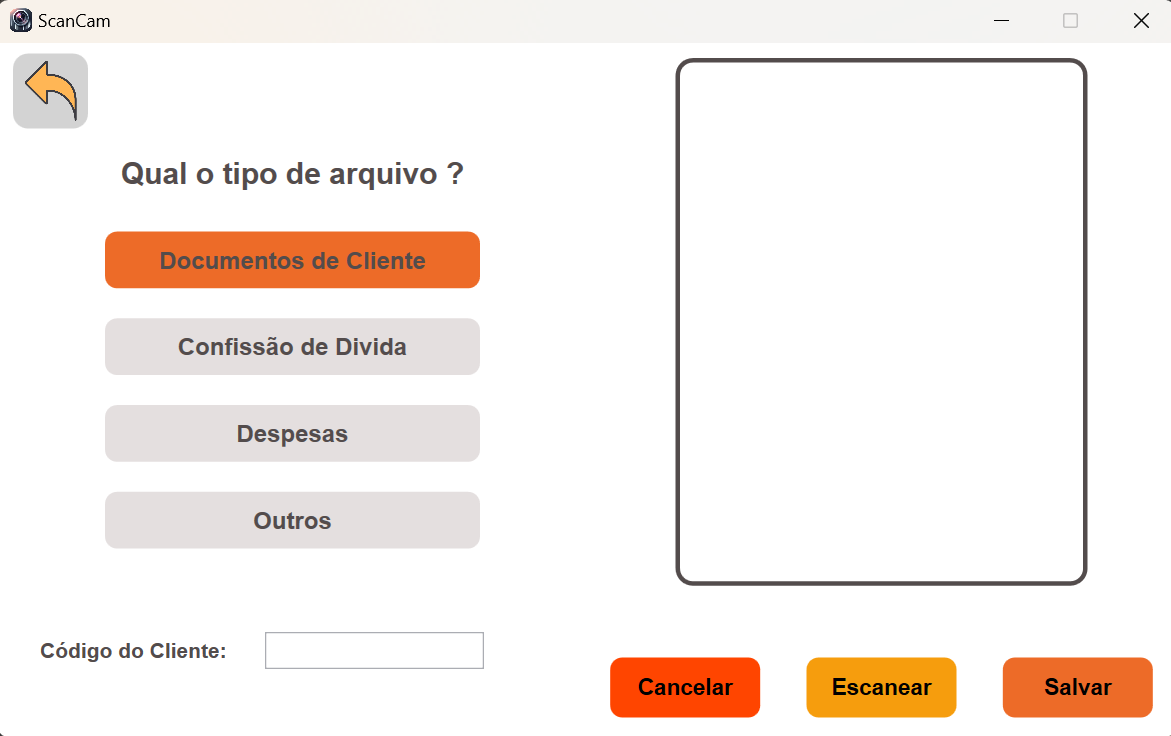 ScanCam
Qual o tipo de arquivo ?
Documentos de Cliente
Confissão de Divida
Despesas
Outros
Código do Cliente:
Cancelar
Escanear
Salvar